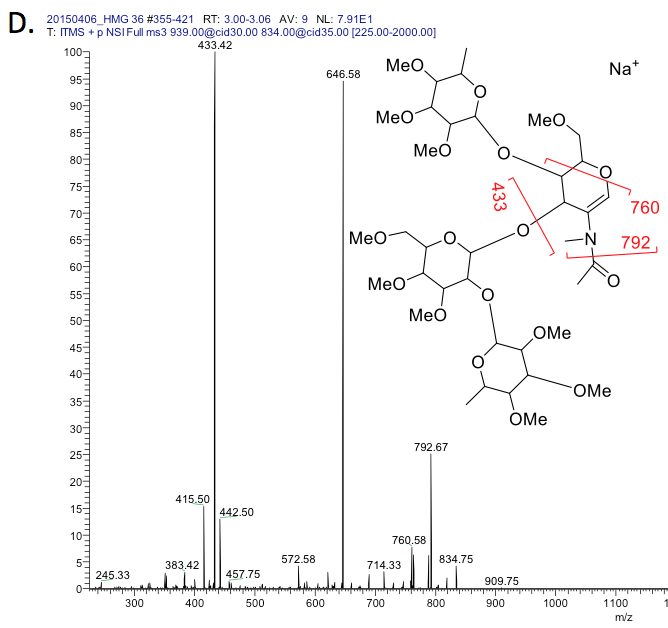 D.
20150406_HMG 36 #355-421 RT: 3.00-3.06 AV: 9 NL: 7.91E1
T: ITMS + p NSI Full ms3 939.00@cid30.00 834.00@cid35.00 [225.00-2000.00]
433.42
100
95
90
85
80
75
70
65
60
55
50
45
40
35
30
25
20
15
10
5
0
646.58
792.67
415.50
442.50
760.58
572.58
834.75
383.42
714.33
245.33
457.75
909.75
300
400
500
600
700
800
900
1000
1100
m/z
Na+
MeO
O
MeO
MeO
O
MeO
O
433
760
792
N
O
O
MeO
O
MeO
MeO
O
OMe
O
OMe
OMe